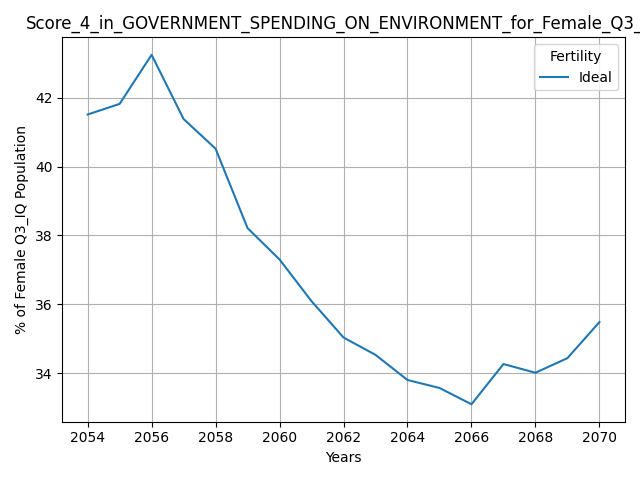 Score_4_in_GOVERNMENT_SPENDING_ON_ENVIRONMENT_for_Female_Q3_
Fertility
Ideal
% of Female Q3_IQ Population
42
40
38
36
34
2054 2056 2058 2060 2062 2064 2066 2068 2070
Years